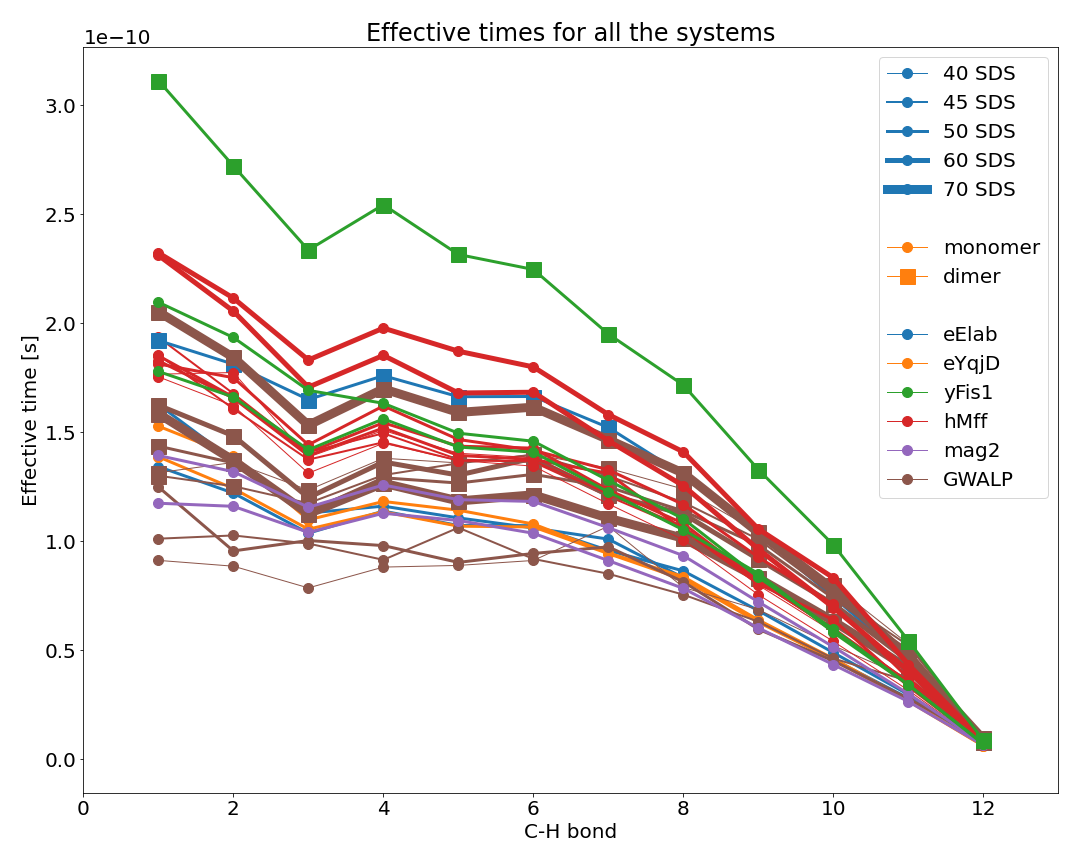 Effective times for all the systems
1e−10
3.0
2.5
2.0
1.5
1.0
0.5
0.0
Effective time [s]
0 2 4 6 8 10 12
C-H bond
40 SDS
45 SDS
50 SDS
60 SDS
70 SDS
monomer
dimer
eElab
eYqjD
yFis1
hMff
mag2
GWALP